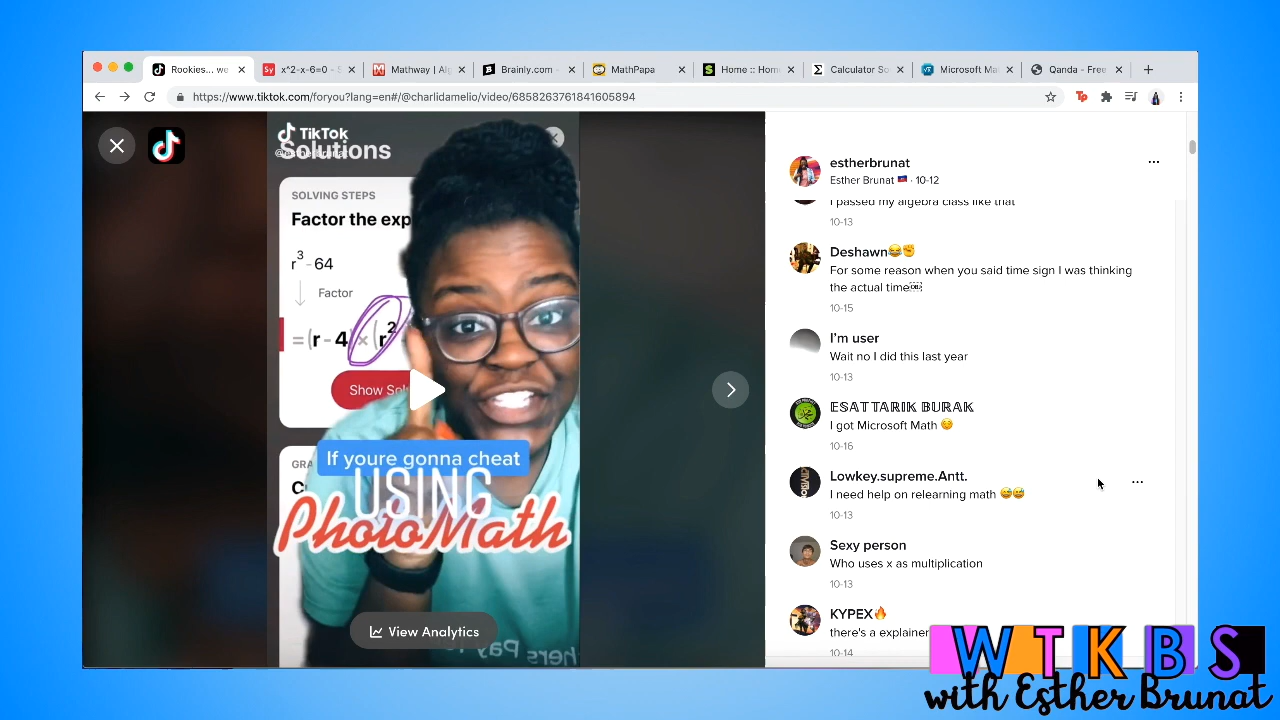 Rookies... we
x^2-x-6=0 - S
Mathway | Alg
Brainly.com -
MathPapa
Home :: Hom
Calculator So
Microsoft Ma
Qanda - Free
https://www.tiktok.com/foryou?lang=en#/@charlidamelio/video/6858263761841605894
TikTok
Solutions
SOLVING STEPS
Factor the exp
r³ - 64
Factor
= (r - 4) × (r²
Show Sol
GRA
C
If youre gonna cheat
USING
PhotoMath
View Analytics
estherbrunat
Esther Brunat 🇭🇹 · 10-12
I passed my algebra class like that
10-13
Deshawn😂✊
For some reason when you said time sign I was thinking
the actual time
10-15
I'm user
Wait no I did this last year
10-13
𝔼𝕊𝔸𝕋𝕋𝔸ℝ𝕀𝕂 𝔹𝕌ℝ𝔸𝕂
I got Microsoft Math 😌
10-16
Lowkey.supreme.Antt.
I need help on relearning math 😅😅
10-13
Sexy person
Who uses x as multiplication
10-13
KYPEX🔥
there's a explainer
10-14
WTKBS
with Esther Brunat